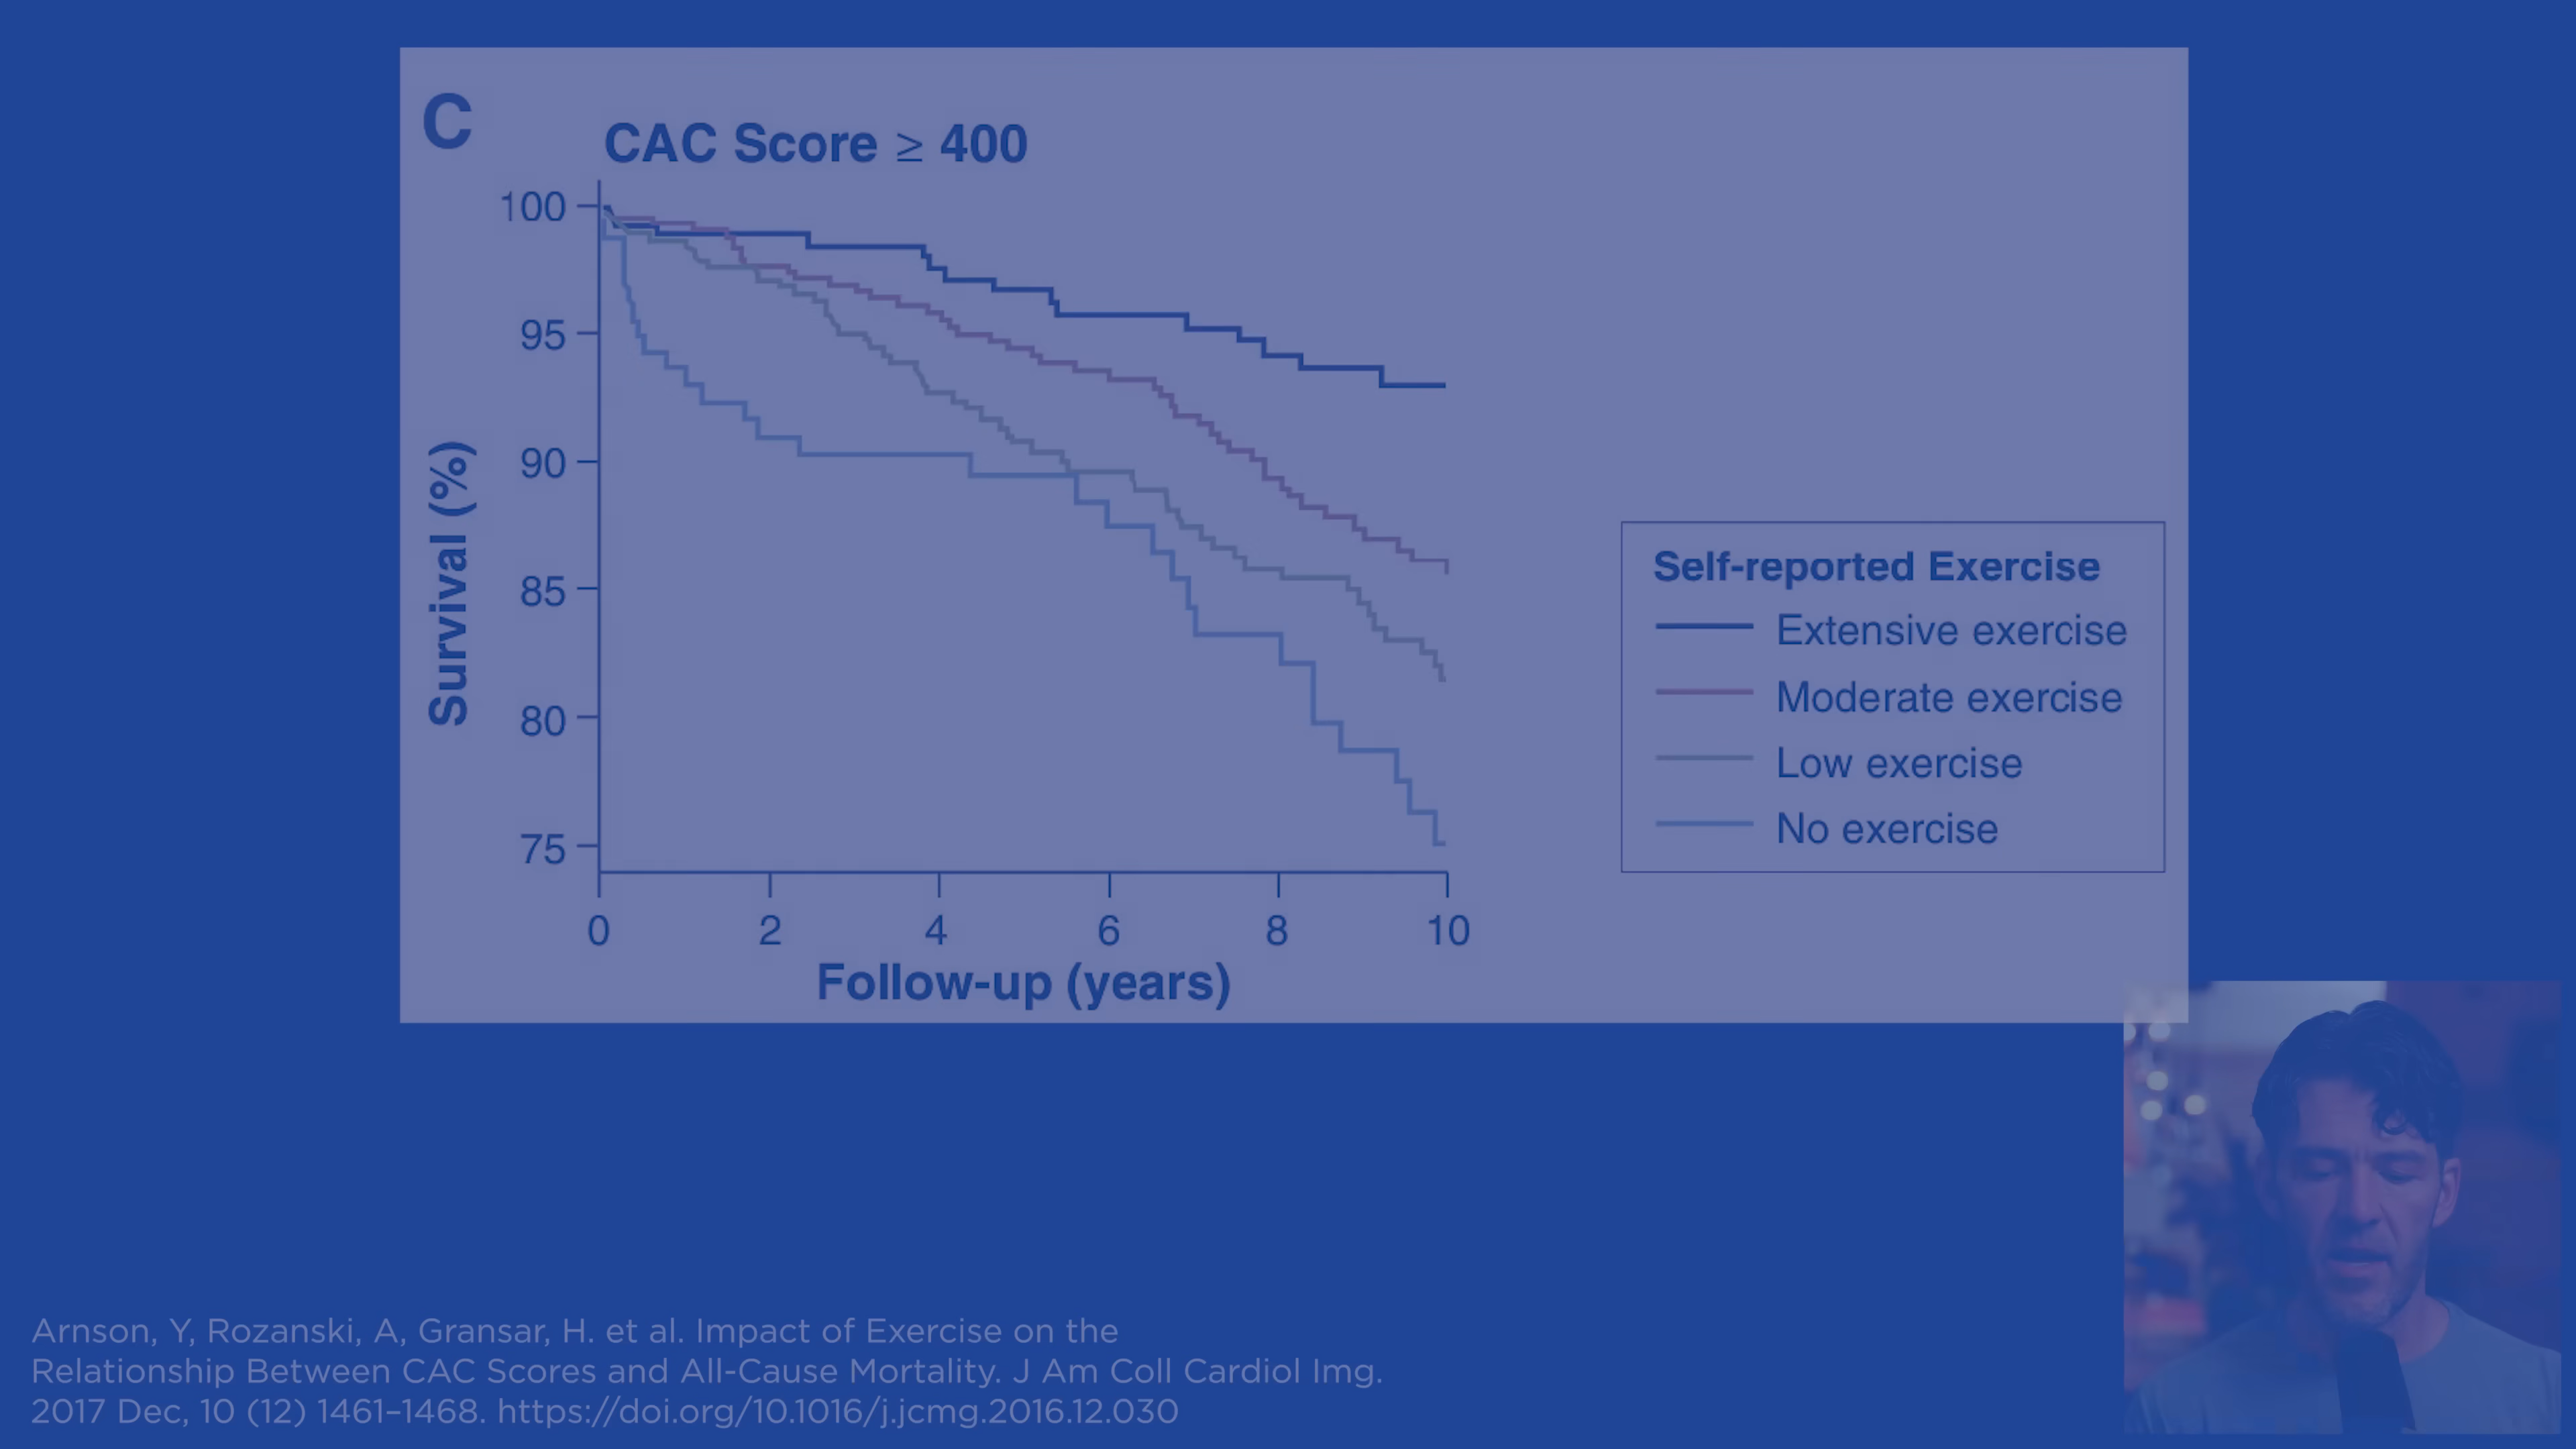 C
CAC Score ≥ 400
100
95
90
85
80
75
Survival (%)
0 2 4 6 8 10
Follow-up (years)
Self-reported Exercise
Extensive exercise
Moderate exercise
Low exercise
No exercise
Arnson, Y, Rozanski, A, Gransar, H. et al. Impact of Exercise on the
Relationship Between CAC Scores and All-Cause Mortality. J Am Coll Cardiol Img.
2017 Dec, 10 (12) 1461–1468. https://doi.org/10.1016/j.jcmg.2016.12.030